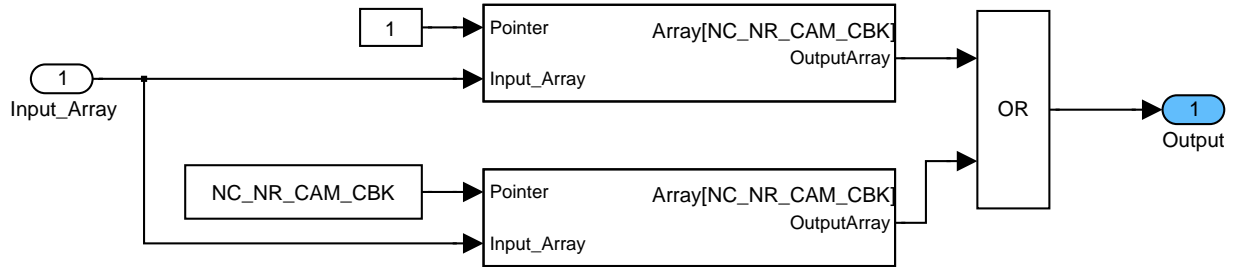 1
Pointer
Array[NC_NR_CAM_CBK]
OutputArray
Input_Array
1
Input_Array
OR
1
Output
NC_NR_CAM_CBK
Pointer
Array[NC_NR_CAM_CBK]
OutputArray
Input_Array